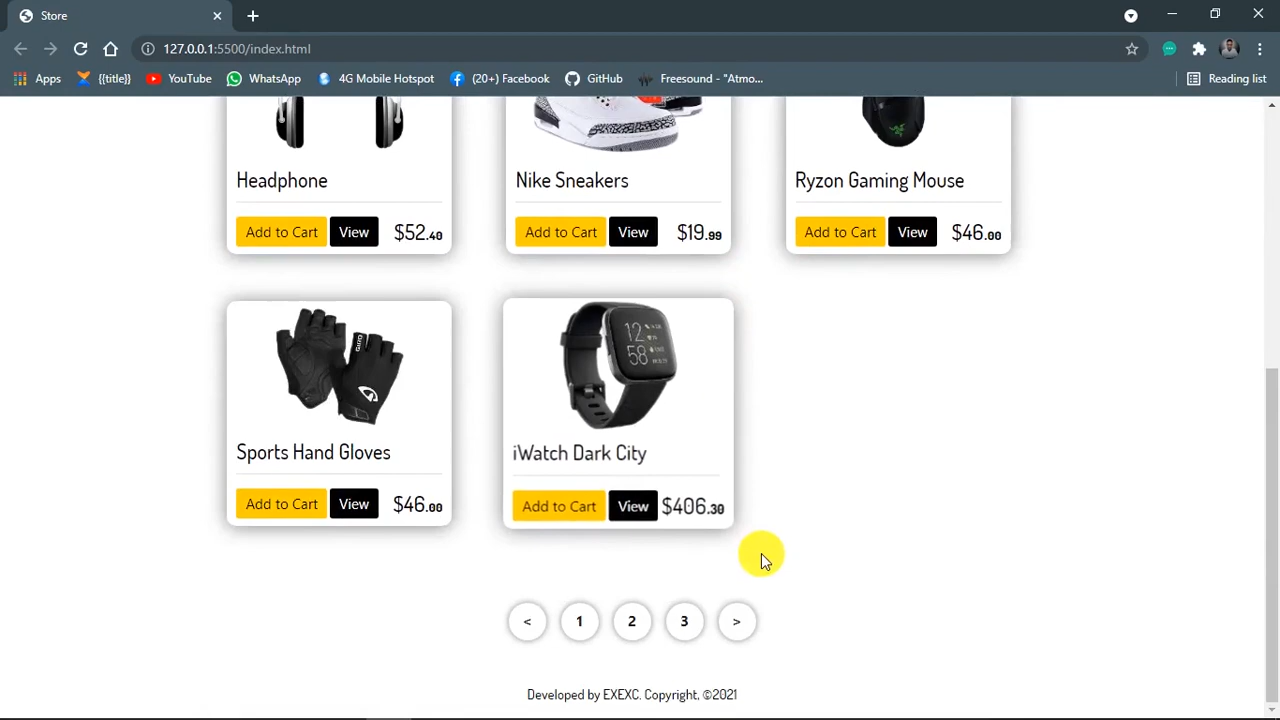 Store
127.0.0.1:5500/index.html
Apps {{title}} YouTube WhatsApp 4G Mobile Hotspot (20+) Facebook GitHub Freesound - "Atmo... Reading list
Headphone Nike Sneakers Ryzon Gaming Mouse
Add to Cart View $52.40 Add to Cart View $19.99 Add to Cart View $46.00
GIRO
12
58
Sports Hand Gloves iWatch Dark City
Add to Cart View $46.00 Add to Cart View $406.30
< 1 2 3 >
Developed by EXEXC. Copyright, ©2021